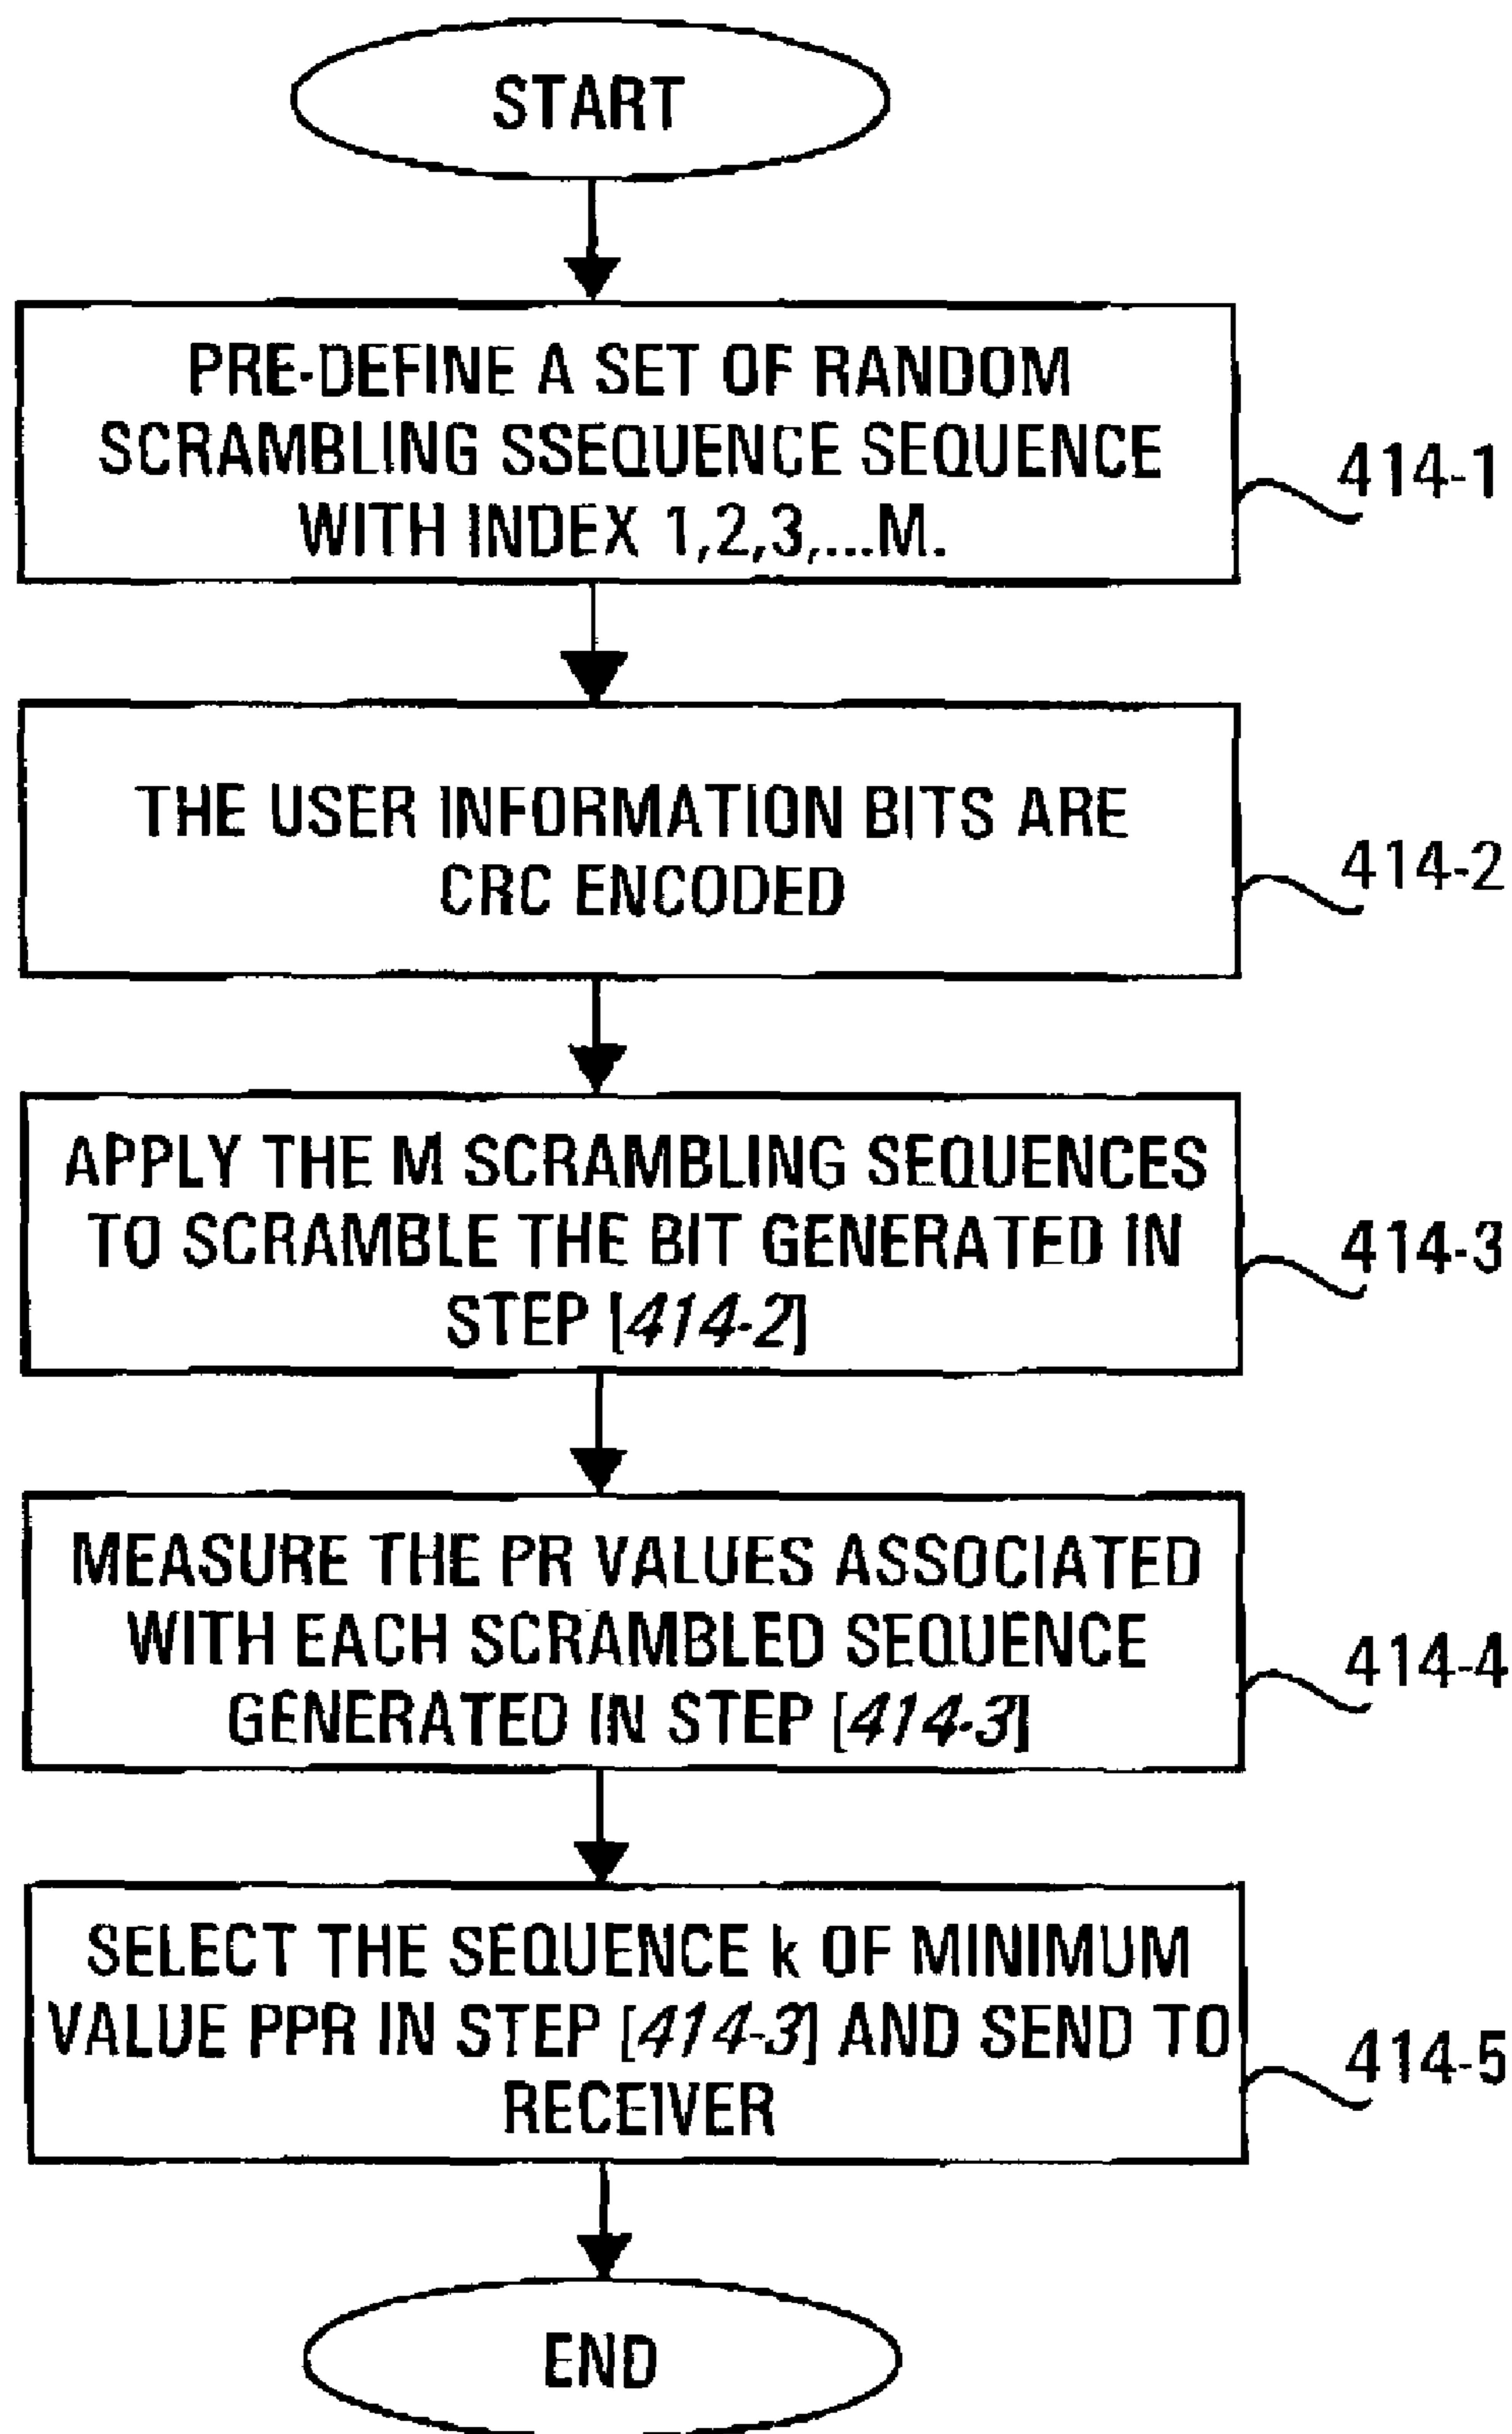 START
PRE-DEFINE A SET OF RANDOM
SCRAMBLING SSEQUENCE SEQUENCE
WITH INDEX 1,2,3,...M.
414-1
THE USER INFORMATION BITS ARE
CRC ENCODED
414-2
APPLY THE M SCRAMBLING SEQUENCES
TO SCRAMBLE THE BIT GENERATED IN
STEP [414-2]
414-3
MEASURE THE PR VALUES ASSOCIATED
WITH EACH SCRAMBLED SEQUENCE
GENERATED IN STEP [414-3]
414-4
SELECT THE SEQUENCE k OF MINIMUM
VALUE PPR IN STEP [414-3] AND SEND TO
RECEIVER
414-5
END